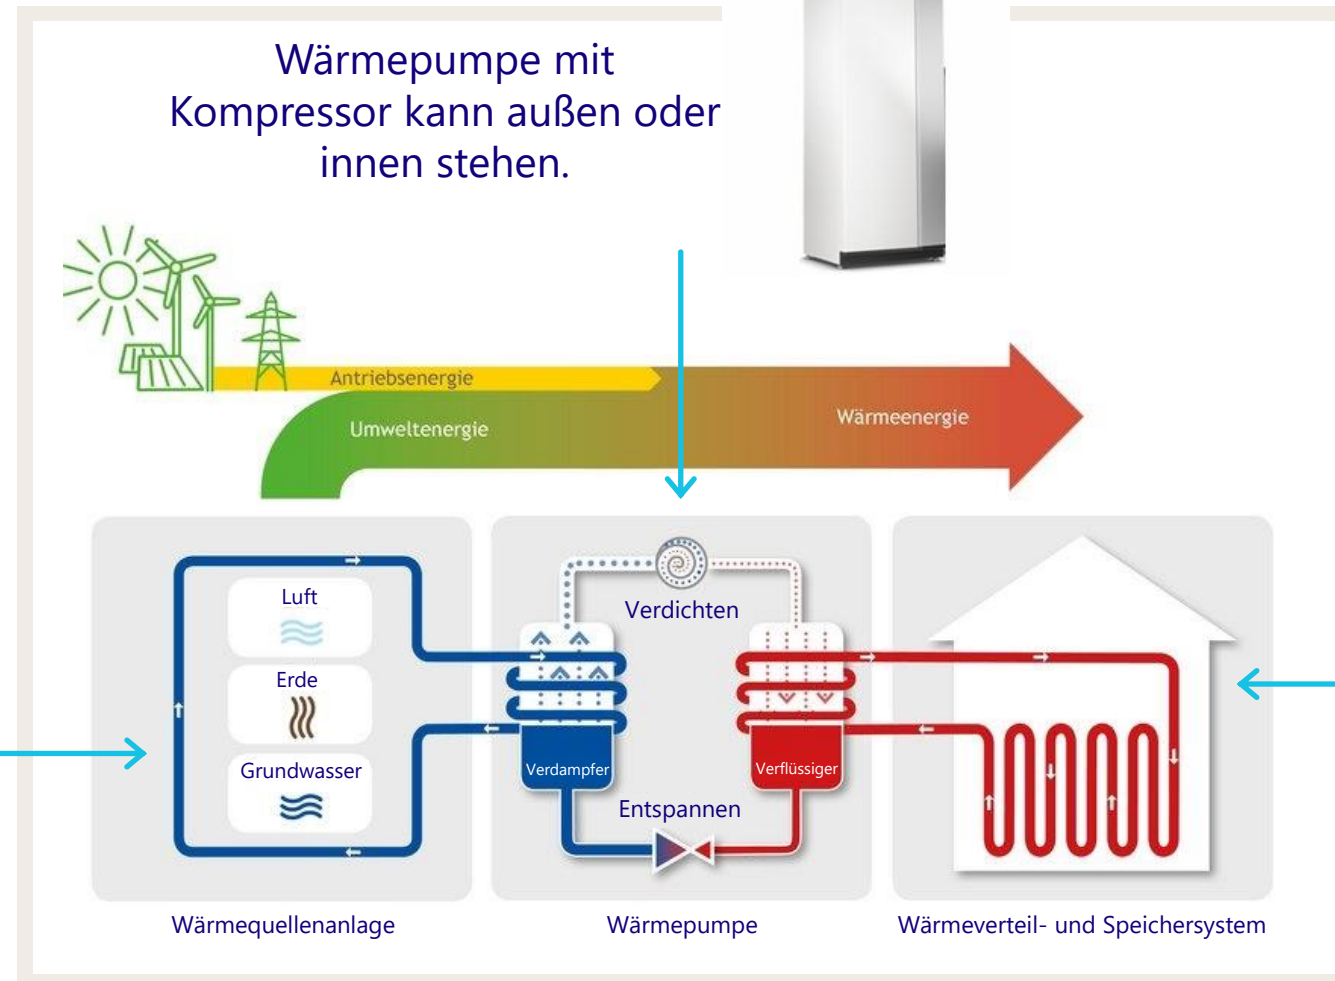 Wärmepumpe mit
Kompressor kann außen oder
innen stehen.
Antriebsenergie
Umweltenergie
Wärmeenergie
Luft
Erde
Grundwasser
Verdichten
Verdampfer
Verflüssiger
Entspannen
Wärmequellenanlage
Wärmepumpe
Wärmeverteil- und Speichersystem